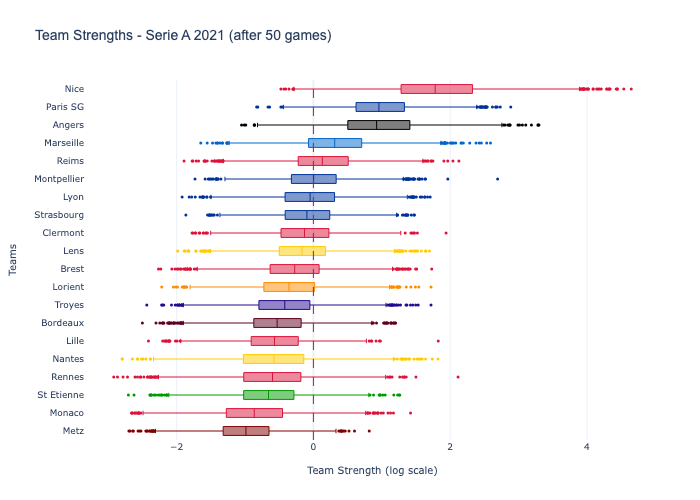 Team Strengths - Serie A 2021 (after 50 games)
Nice
Paris SG
Angers
Marseille
Reims
Montpellier
Lyon
Strasbourg
Clermont
Lens
Brest
Lorient
Troyes
Bordeaux
Lille
Nantes
Rennes
St Etienne
Monaco
Metz
Teams
−2 0 2 4
Team Strength (log scale)